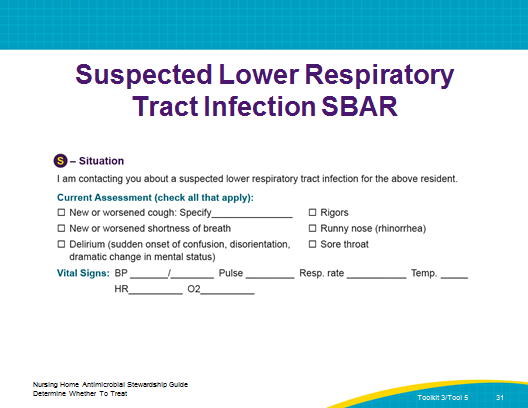 Suspected Lower Respiratory
Tract Infection SBAR
S – Situation
I am contacting you about a suspected lower respiratory tract infection for the above resident.
Current Assessment (check all that apply):
☐ New or worsened cough: Specify_______________ ☐ Rigors
☐ New or worsened shortness of breath ☐ Runny nose (rhinorrhea)
☐ Delirium (sudden onset of confusion, disorientation, ☐ Sore throat
dramatic change in mental status)
Vital Signs: BP _______/________ Pulse _________ Resp. rate ___________ Temp. _____
HR__________ O2__________
Nursing Home Antimicrobial Stewardship Guide
Determine Whether To Treat
Toolkit 3/Tool 5 31